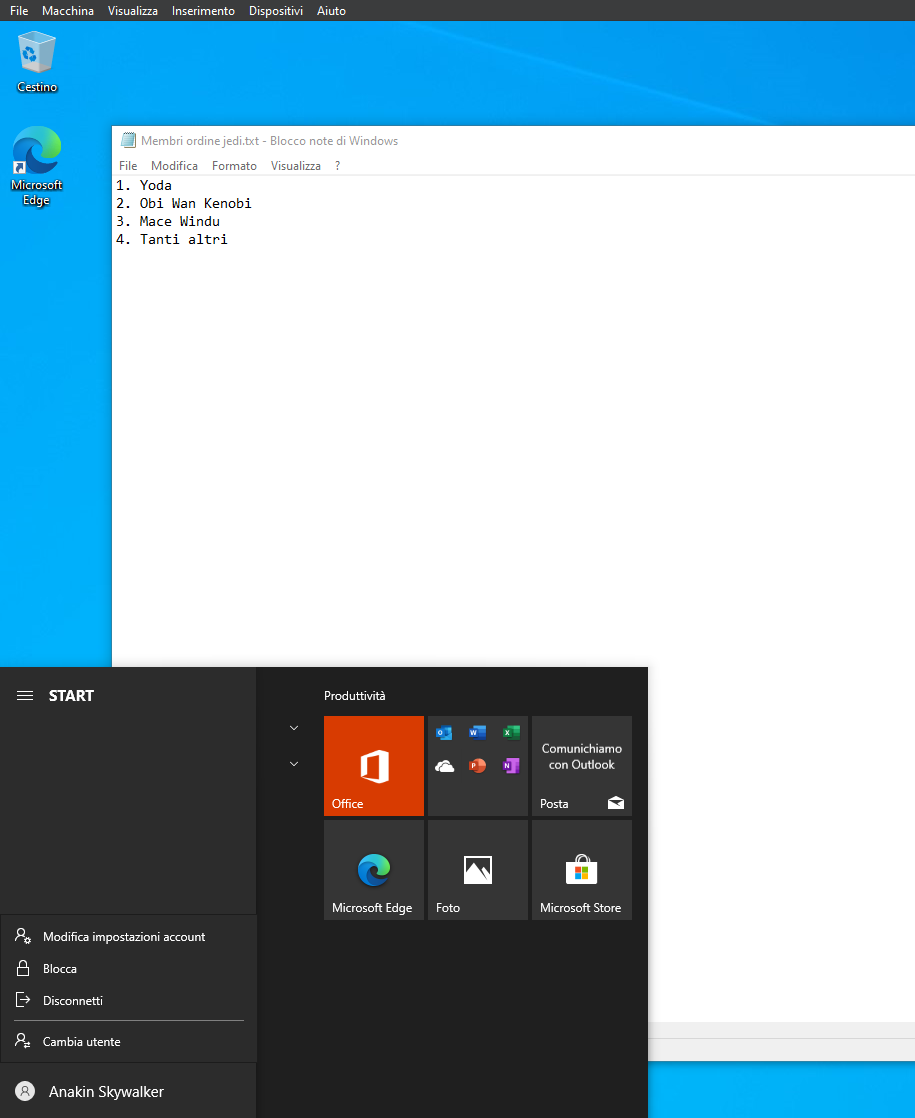 File Macchina Visualizza Inserimento Dispositivi Aiuto
Cestino
Microsoft
Edge
Membri ordine jedi.txt - Blocco note di Windows
File Modifica Formato Visualizza ?
1. Yoda
2. Obi Wan Kenobi
3. Mace Windu
4. Tanti altri
START
Modifica impostazioni account
Blocca
Disconnetti
Cambia utente
Anakin Skywalker
Produttività
Office
Comunichiamo
con Outlook
Posta
Microsoft Edge
Foto
Microsoft Store